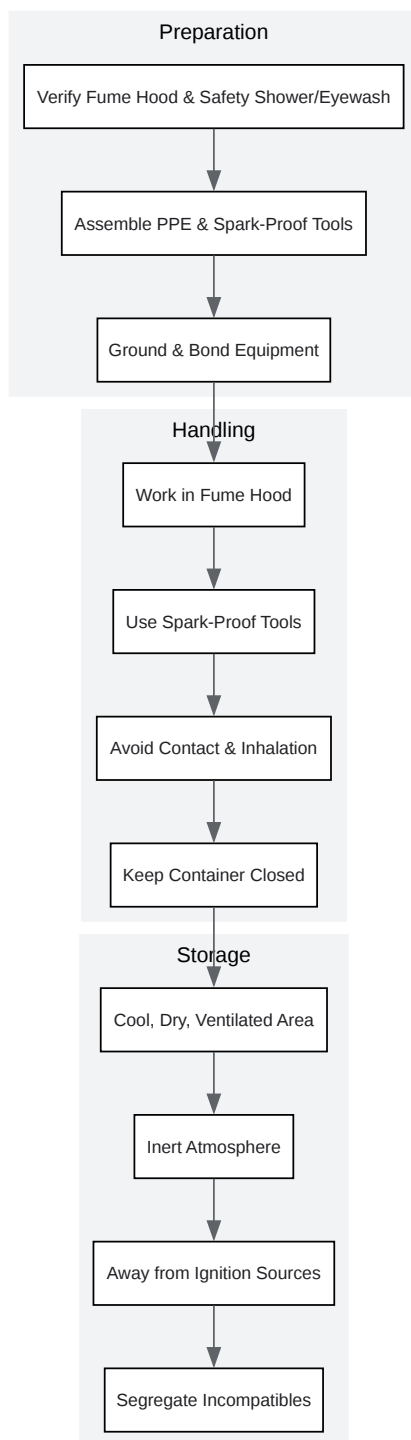 Preparation
Verify Fume Hood & Safety Shower/Eyewash
Assemble PPE & Spark-Proof Tools
Ground & Bond Equipment
Handling
Work in Fume Hood
Use Spark-Proof Tools
Avoid Contact & Inhalation
Keep Container Closed
Storage
Cool, Dry, Ventilated Area
Inert Atmosphere
Away from Ignition Sources
Segregate Incompatibles